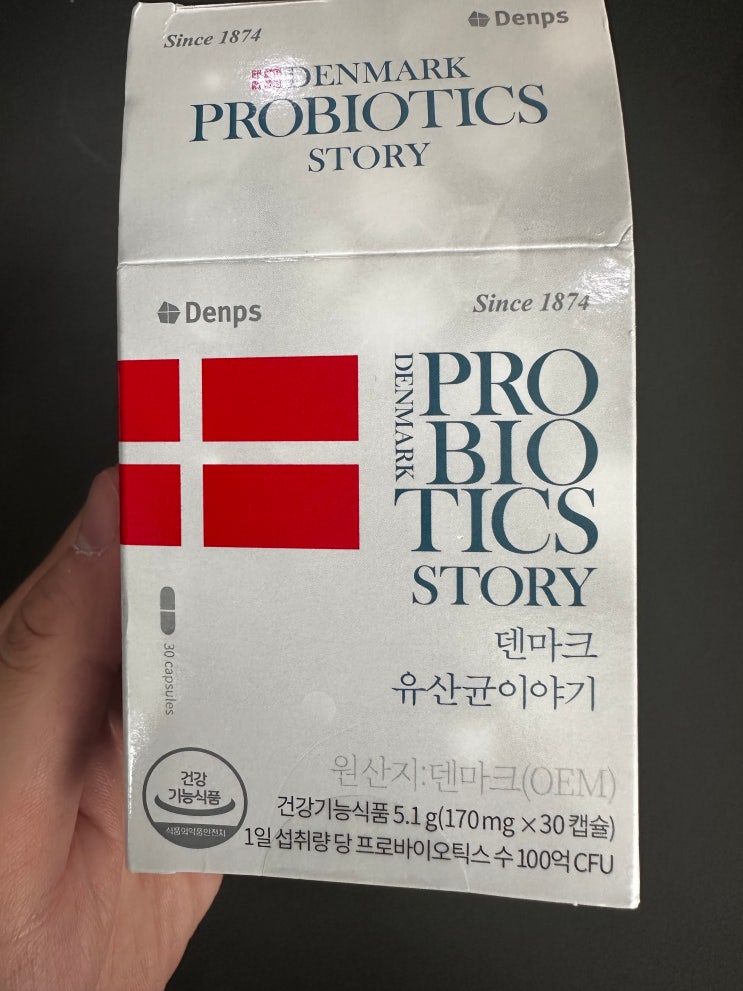 Since 1874
Denps
DENMARK
PROBIOTICS
STORY
Denps
Since 1874
DENMARK
PRO
BIO
TICS
STORY
덴마크
유산균이야기
30 capsules
원산지:덴마크(OEM)
건강
기능식품
식품의약품안전처
건강기능식품 5.1 g(170 mg ×30 캡슐)
1일 섭취량 당 프로바이오틱스 수 100억 CFU